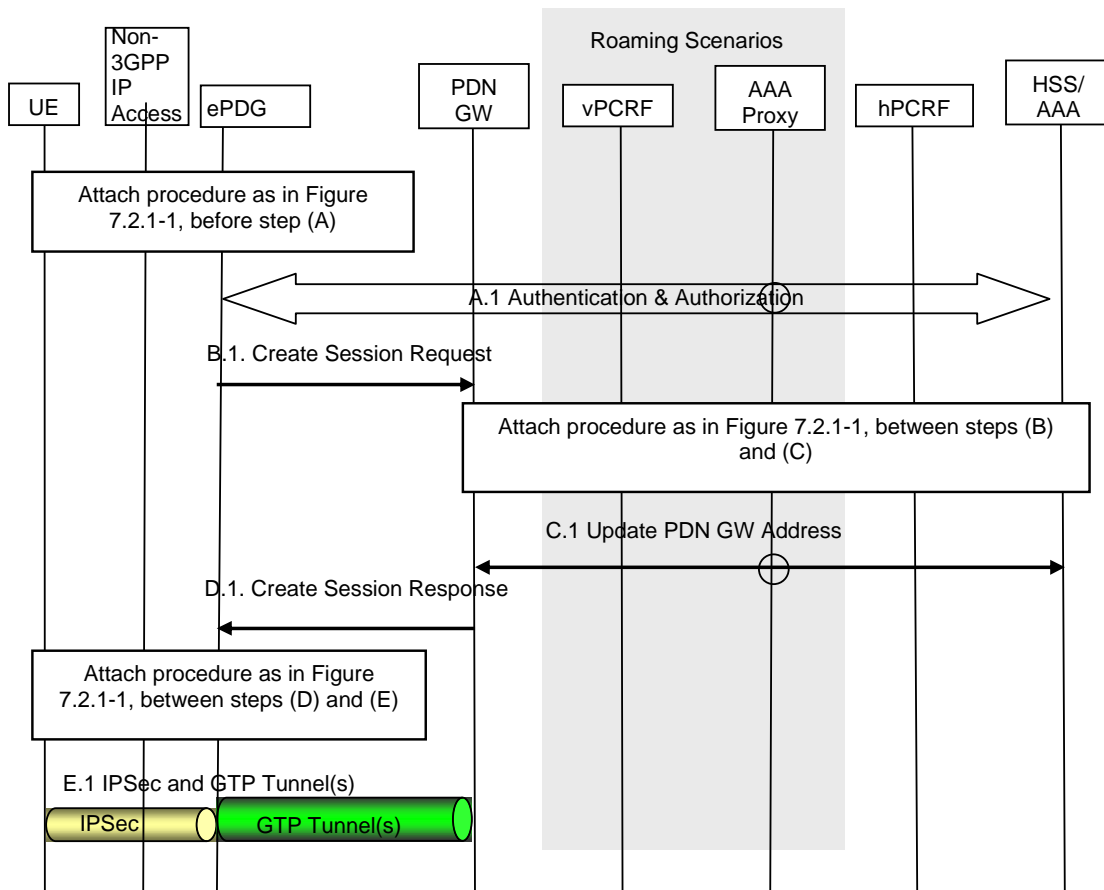 Roaming Scenarios
UE
Non-
3GPP
IP
Access
ePDG
PDN
GW
vPCRF
AAA
Proxy
hPCRF
HSS/
AAA
Attach procedure as in Figure
7.2.1-1, before step (A)
A.1 Authentication & Authorization
B.1. Create Session Request
Attach procedure as in Figure 7.2.1-1, between steps (B)
and (C)
C.1 Update PDN GW Address
D.1. Create Session Response
Attach procedure as in Figure
7.2.1-1, between steps (D) and (E)
E.1 IPSec and GTP Tunnel(s)
IPSec
GTP Tunnel(s)